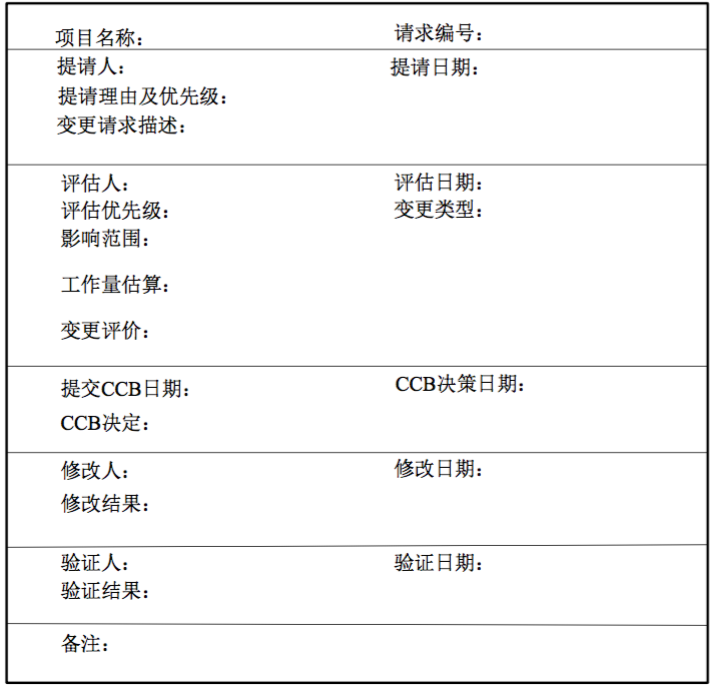 项目名称： 请求编号：
提请人： 提请日期：
提请理由及优先级：
变更请求描述：
评估人： 评估日期：
评估优先级： 变更类型：
影响范围：
工作量估算：
变更评价：
提交CCB日期： CCB决策日期：
CCB决定：
修改人： 修改日期：
修改结果：
验证人： 验证日期：
验证结果：
备注：